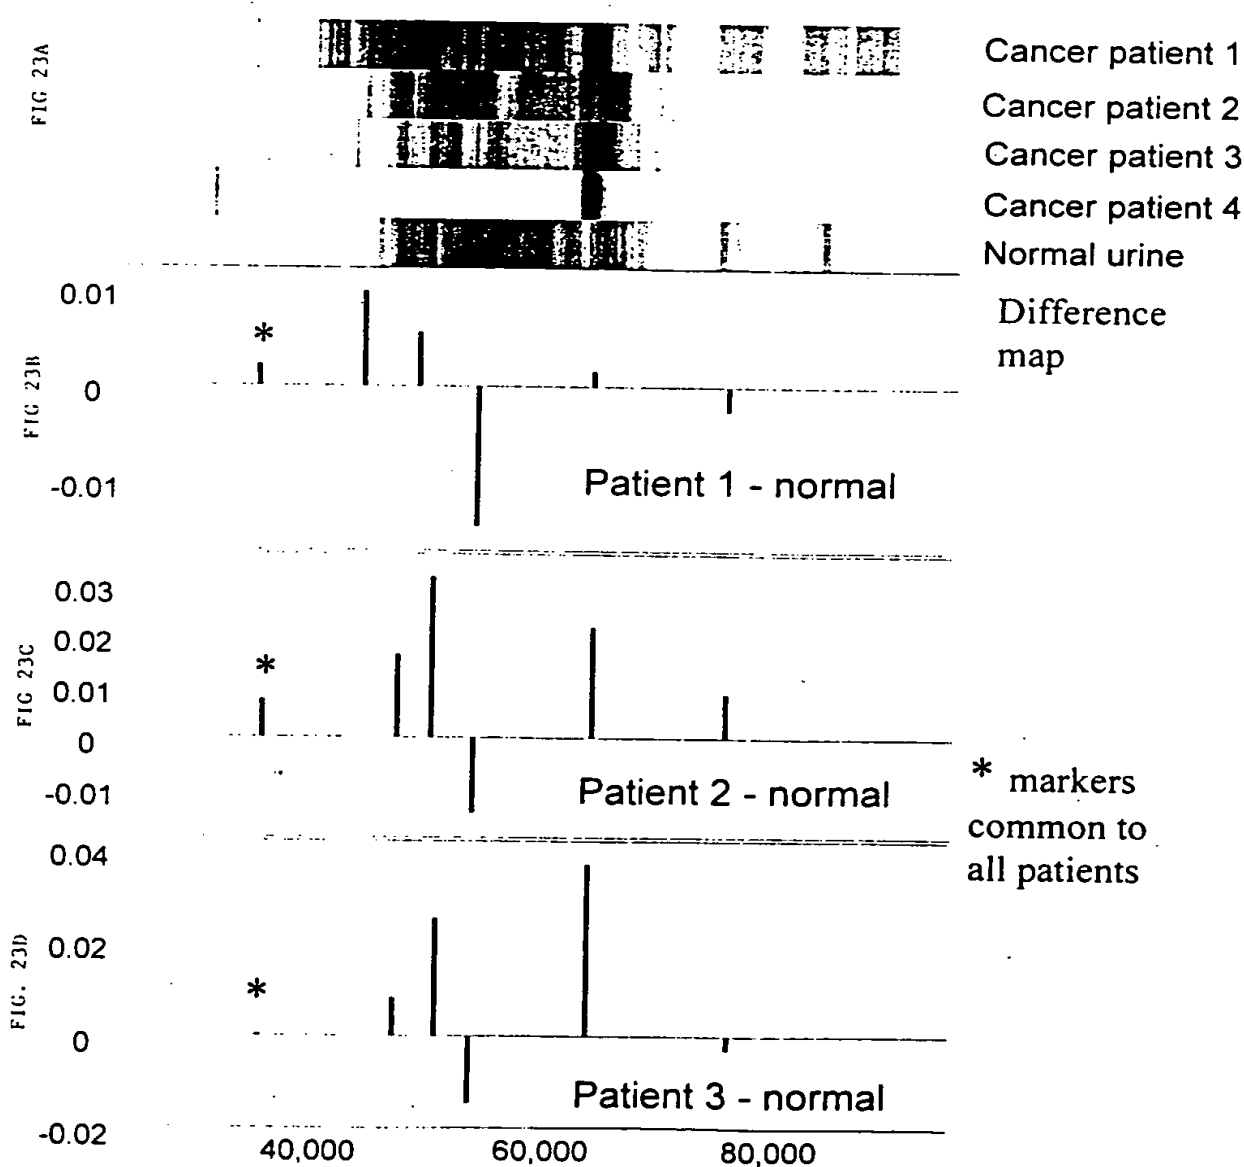 FIG 23A
Cancer patient 1
Cancer patient 2
Cancer patient 3
Cancer patient 4
Normal urine
FIG 23B
0.01
0
-0.01
*
Difference
map
Patient 1 - normal
FIG 23C
0.03
0.02
0.01
0
-0.01
*
Patient 2 - normal
* markers
common to
all patients
FIG. 23D
0.04
0.02
0
-0.02
*
Patient 3 - normal
40,000
60,000
80,000